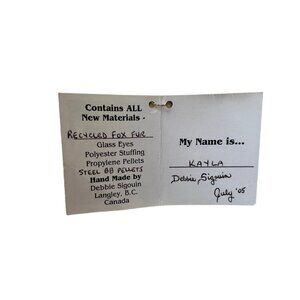 Contains ALL
New Materials -
RECYCLED FOX FUR
Glass Eyes
Polyester Stuffing
Propylene Pellets
STEEL BB PELLETS
Hand Made by
Debbie Sigouin
Langley, B.C.
Canada
My Name is...
KAYLA
Debbie Sigouin
July '05